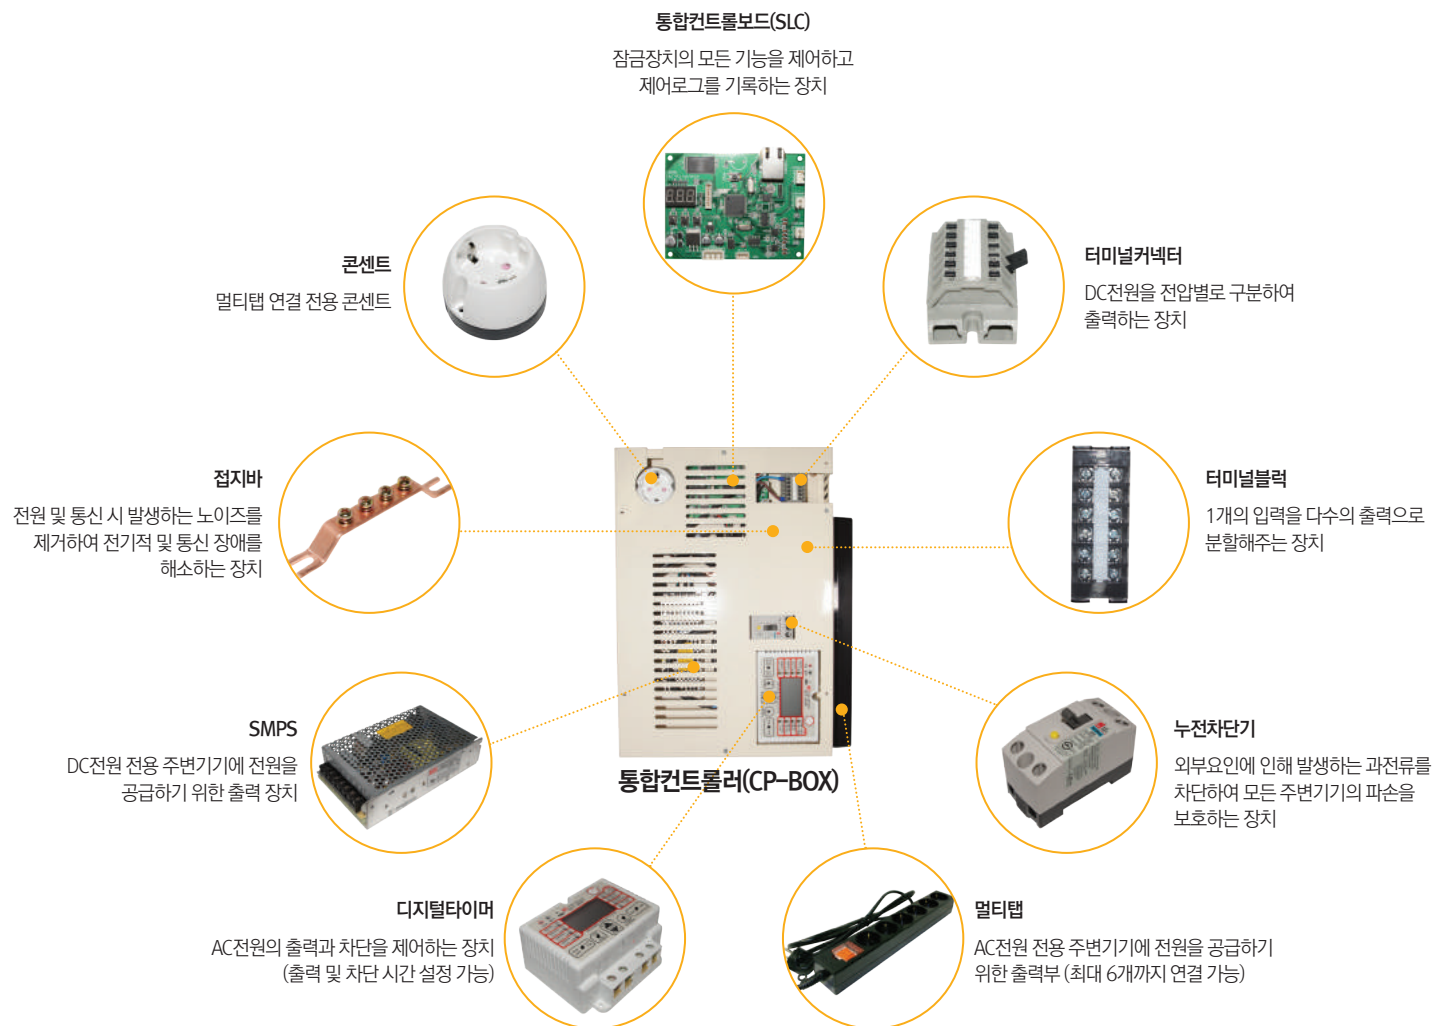 통합컨트롤보드(SLC)
잠금장치의 모든 기능을 제어하고
제어로그를 기록하는 장치
콘센트
멀티탭 연결 전용 콘센트
터미널커넥터
DC전원을 전압별로 구분하여
출력하는 장치
접지바
전원 및 통신 시 발생하는 노이즈를
제거하여 전기적 및 통신 장애를
해소하는 장치
터미널블럭
1개의 입력을 다수의 출력으로
분할해주는 장치
SMPS
DC전원 전용 주변기기에 전원을
공급하기 위한 출력 장치
통합컨트롤러(CP-BOX)
누전차단기
외부요인에 인해 발생하는 과전류를
차단하여 모든 주변기기의 파손을
보호하는 장치
디지털타이머
AC전원의 출력과 차단을 제어하는 장치
(출력 및 차단 시간 설정 가능)
멀티탭
AC전원 전용 주변기기에 전원을 공급하기
위한 출력부 (최대 6개까지 연결 가능)